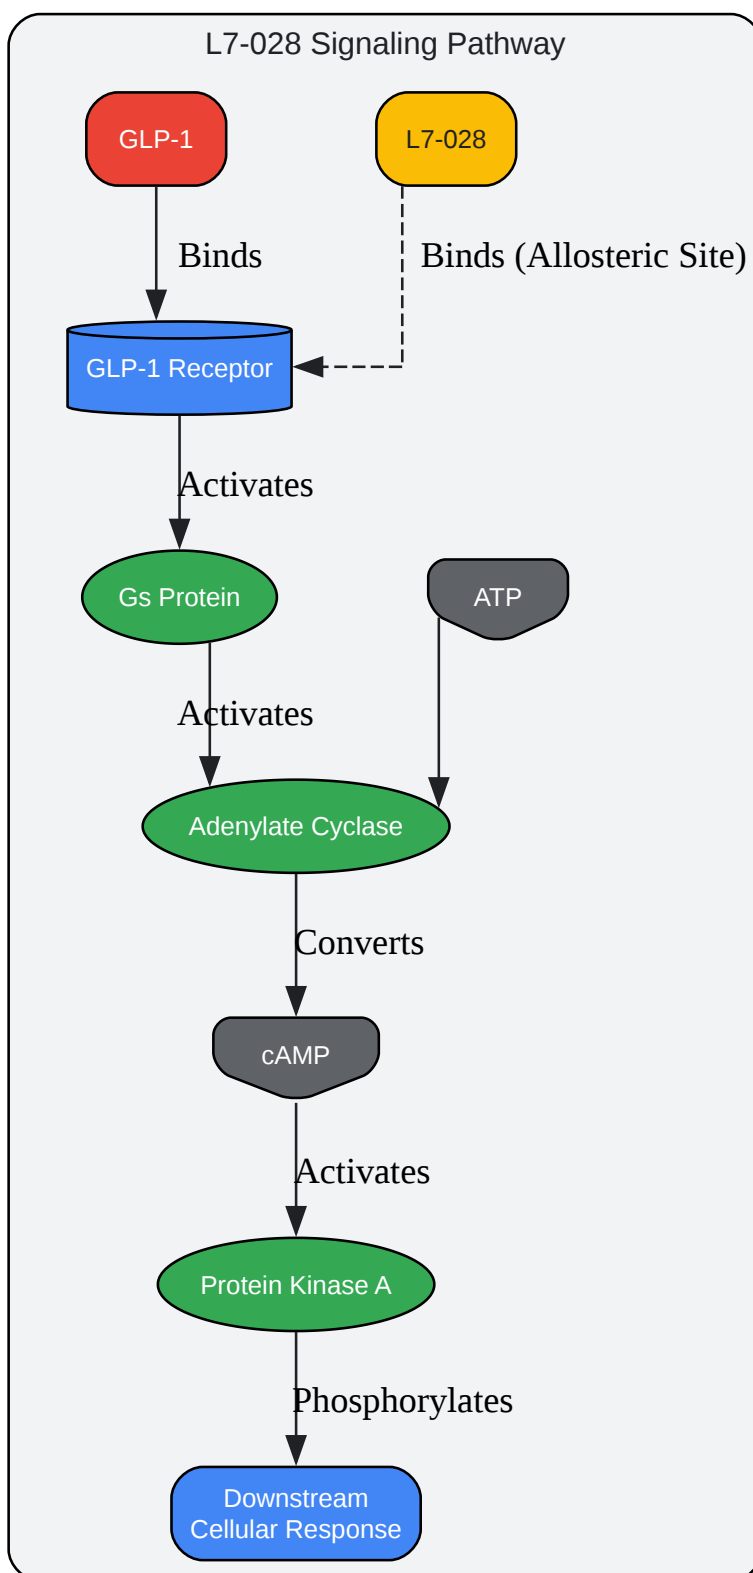 L7-028 Signaling Pathway
GLP-1
L7-028
Binds
Binds (Allosteric Site)
GLP-1 Receptor
Activates
Gs Protein
ATP
Activates
Adenylate Cyclase
Converts
cAMP
Activates
Protein Kinase A
Phosphorylates
Downstream
Cellular Response